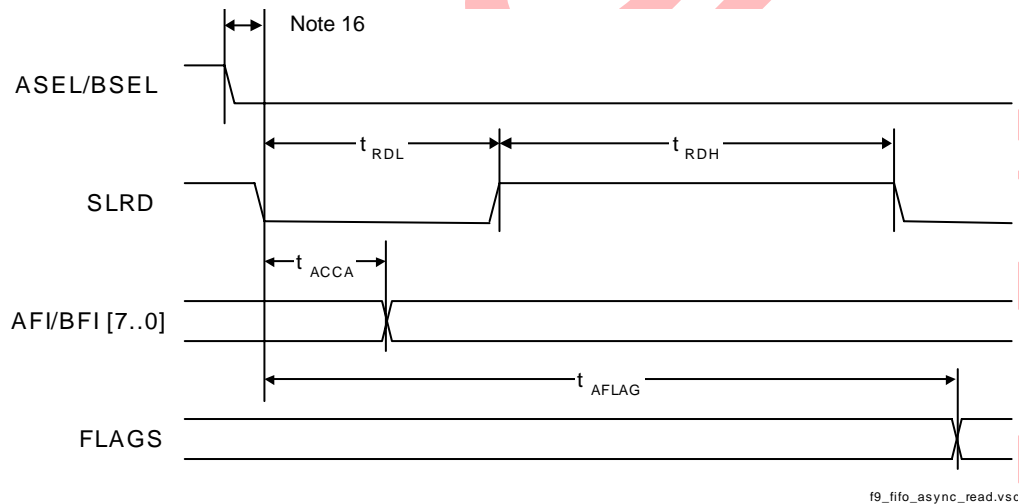 Note 16
ASEL/BSEL
t RDL
t RDH
SLRD
t ACCA
AFI/BFI [7..0]
t AFLAG
FLAGS
f9_fifo_async_read.vsd